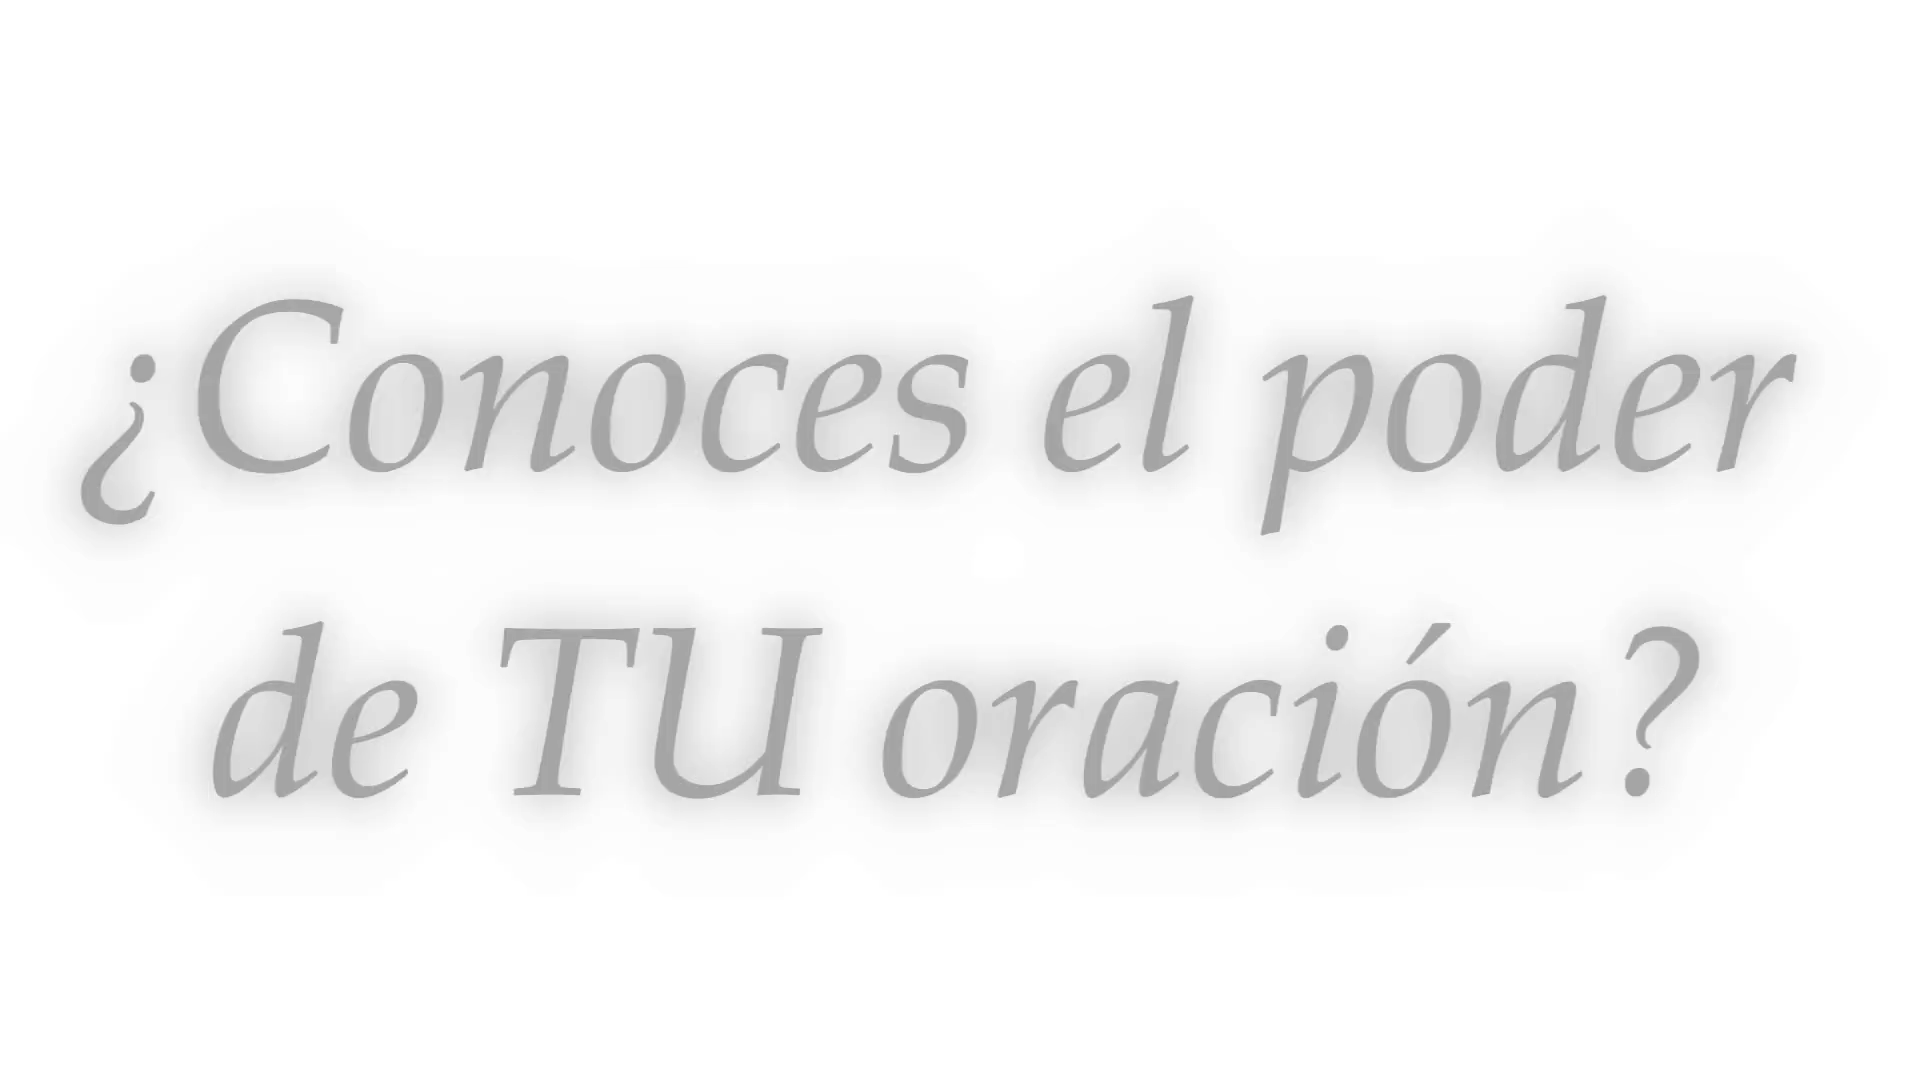 ¿Conoces el poder
de TU oración?